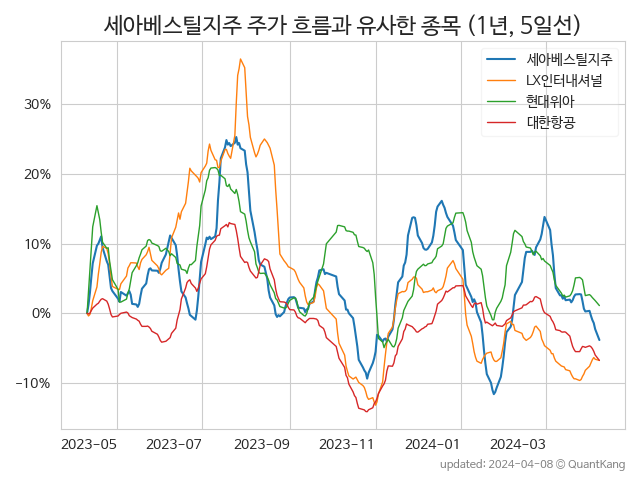 세아베스틸지주 주가 흐름과 유사한 종목 (1년, 5일선)
세아베스틸지주
LX인터내셔널
현대위아
대한항공
30%
20%
10%
0%
−10%
2023-05 2023-07 2023-09 2023-11 2024-01 2024-03
updated: 2024-04-08 © QuantKang